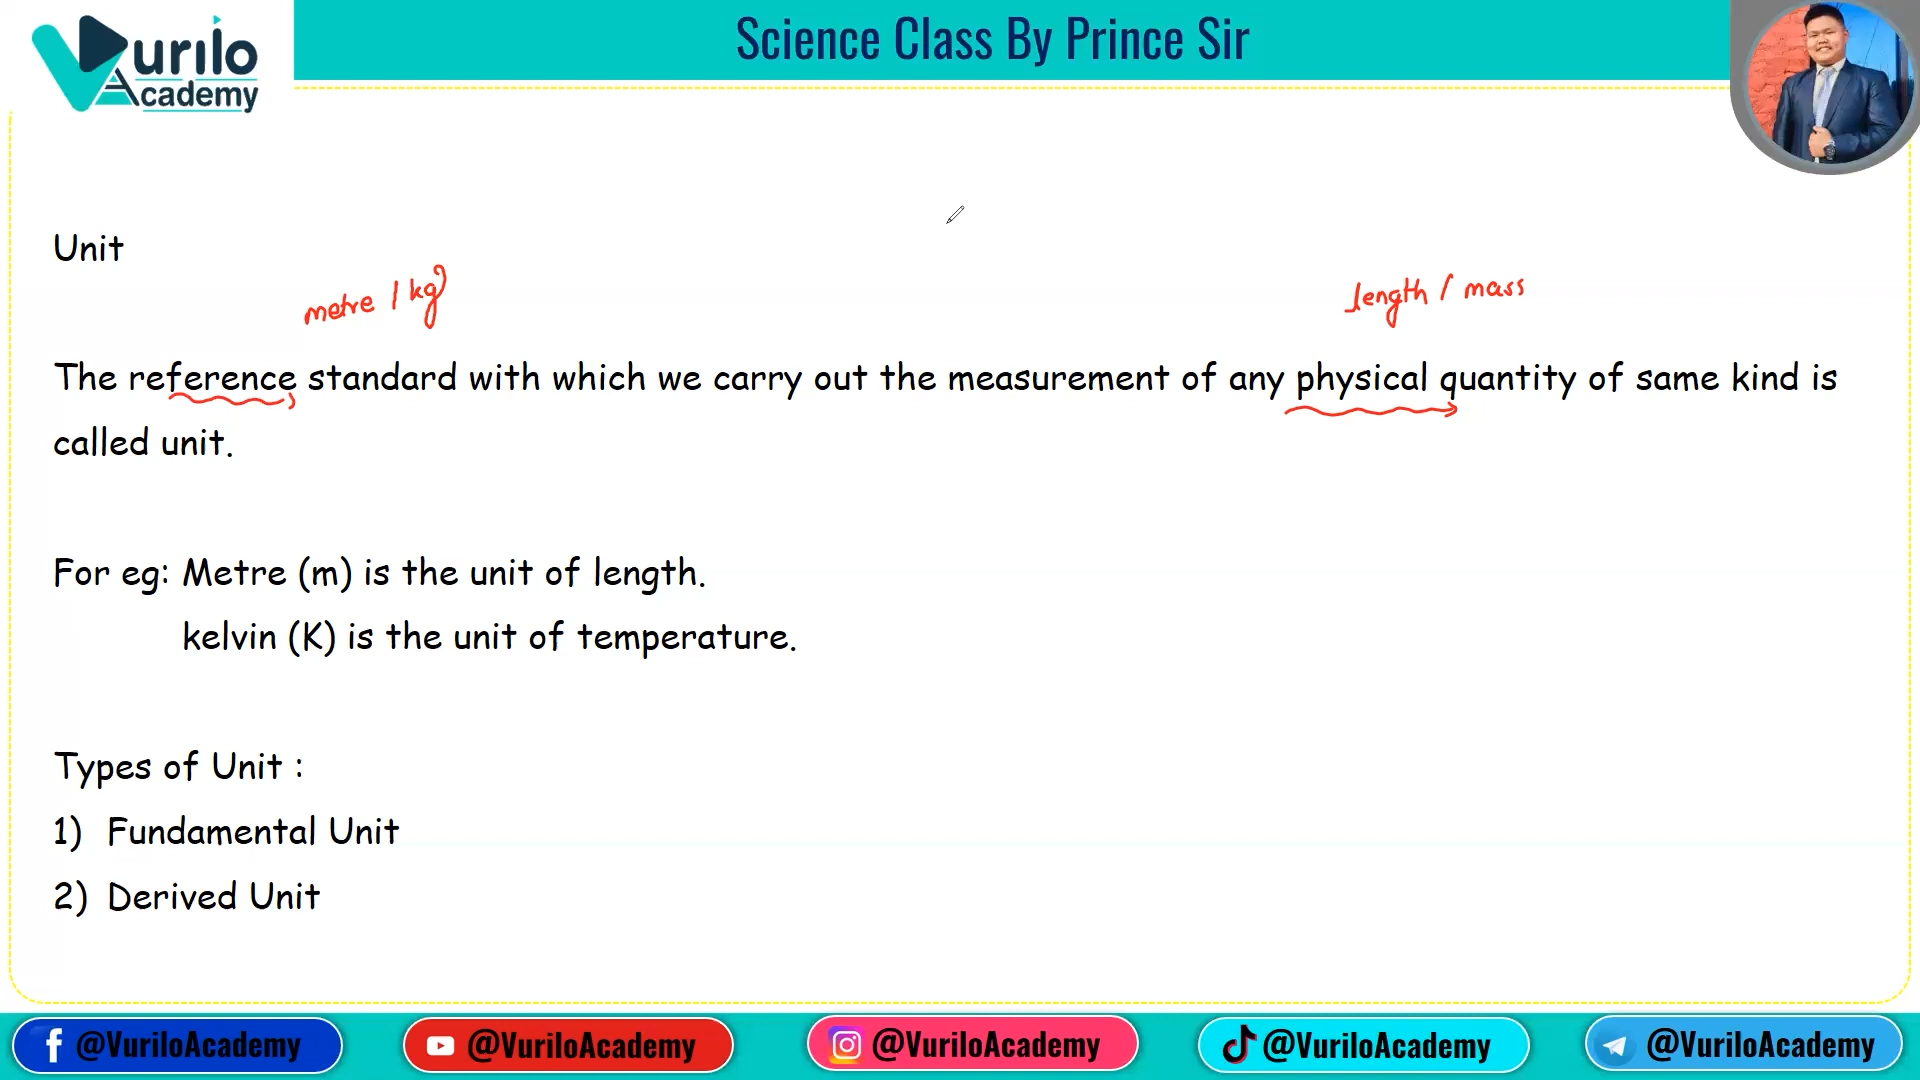 Vurilo
Academy
Science Class By Prince Sir
Unit
metre / kg
length / mass
The reference standard with which we carry out the measurement of any physical quantity of same kind is
called unit.
For eg: Metre (m) is the unit of length.
kelvin (K) is the unit of temperature.
Types of Unit :
1) Fundamental Unit
2) Derived Unit
@VuriloAcademy
@VuriloAcademy
@VuriloAcademy
@VuriloAcademy
@VuriloAcademy